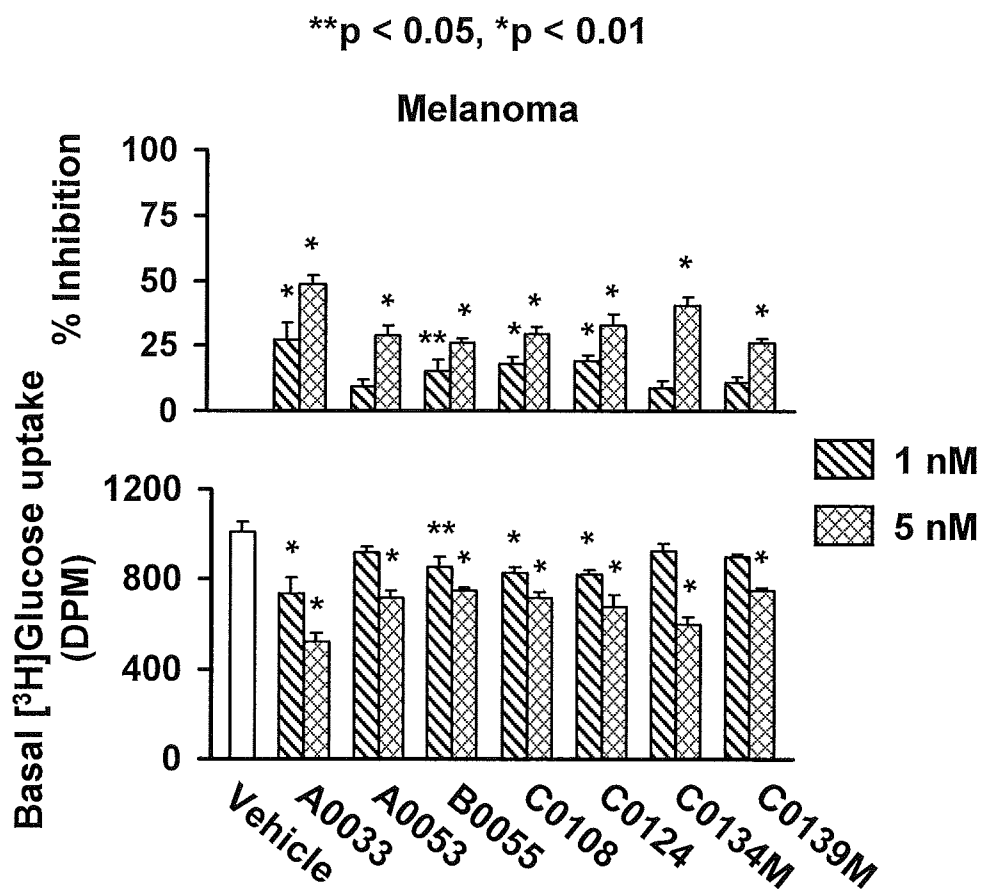 **p < 0.05, *p < 0.01
Melanoma
% Inhibition
100
75
50
25
0
* * * ** * * * * * * *
Basal [³H]Glucose uptake
(DPM)
1200
800
400
0
* * * ** * * * * * * *
1 nM
5 nM
Vehicle
A0033
A0053
B0055
C0108
C0124
C0134M
C0139M